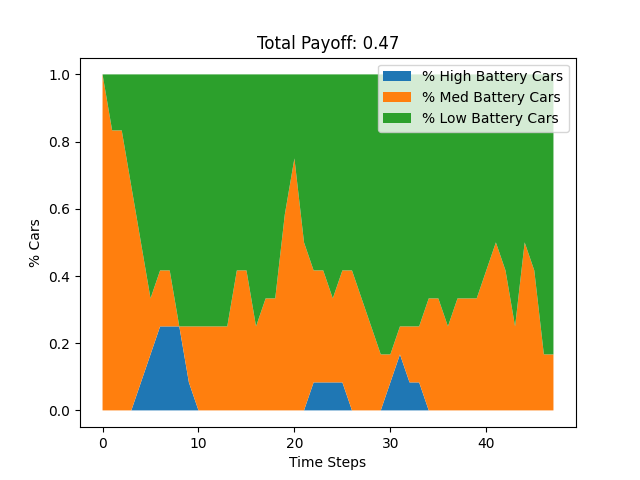 Total Payoff: 0.47
% High Battery Cars
% Med Battery Cars
% Low Battery Cars
1.0
0.8
0.6
0.4
0.2
0.0
% Cars
0
10
20
30
40
Time Steps